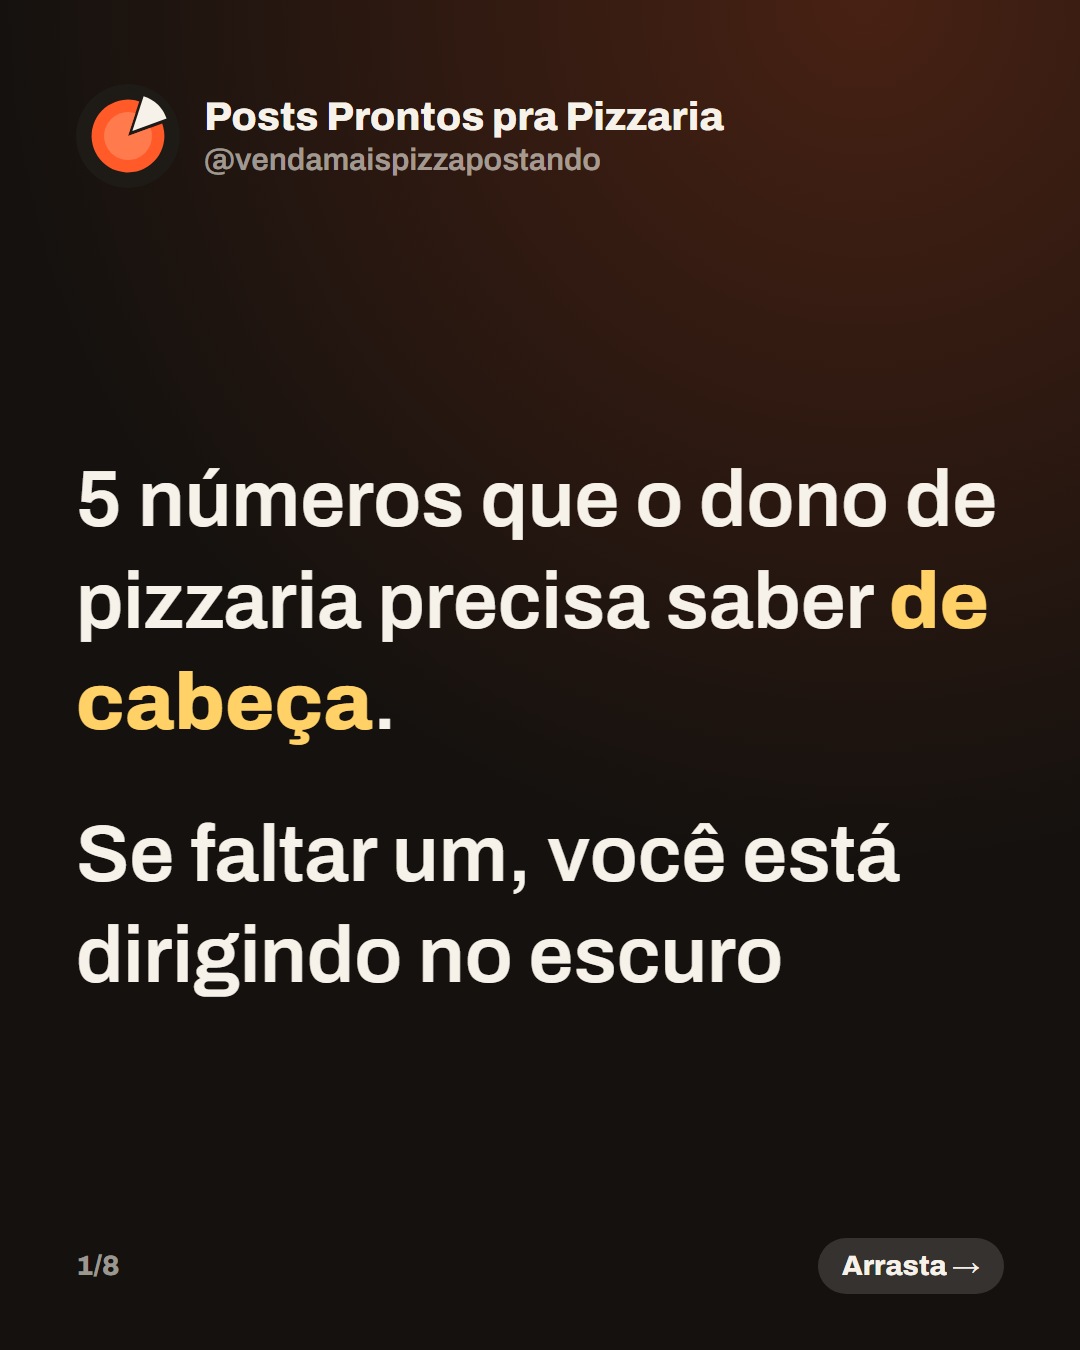 Posts Prontos pra Pizzaria
@vendamaispizzapostando
5 números que o dono de
pizzaria precisa saber de
cabeça.
Se faltar um, você está
dirigindo no escuro
1/8
Arrasta →